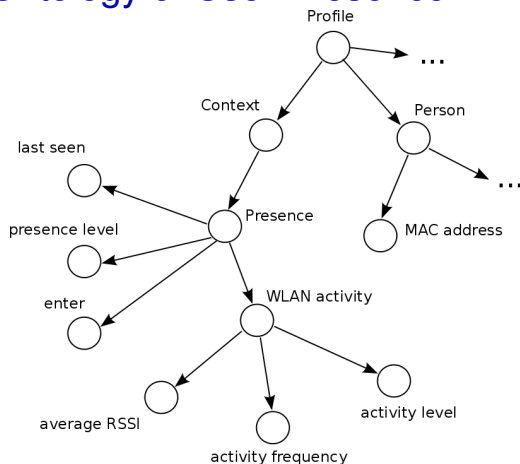 Profile
...
Context
Person
last seen
...
Presence
presence level
MAC address
enter
WLAN activity
average RSSI
activity level
activity frequency